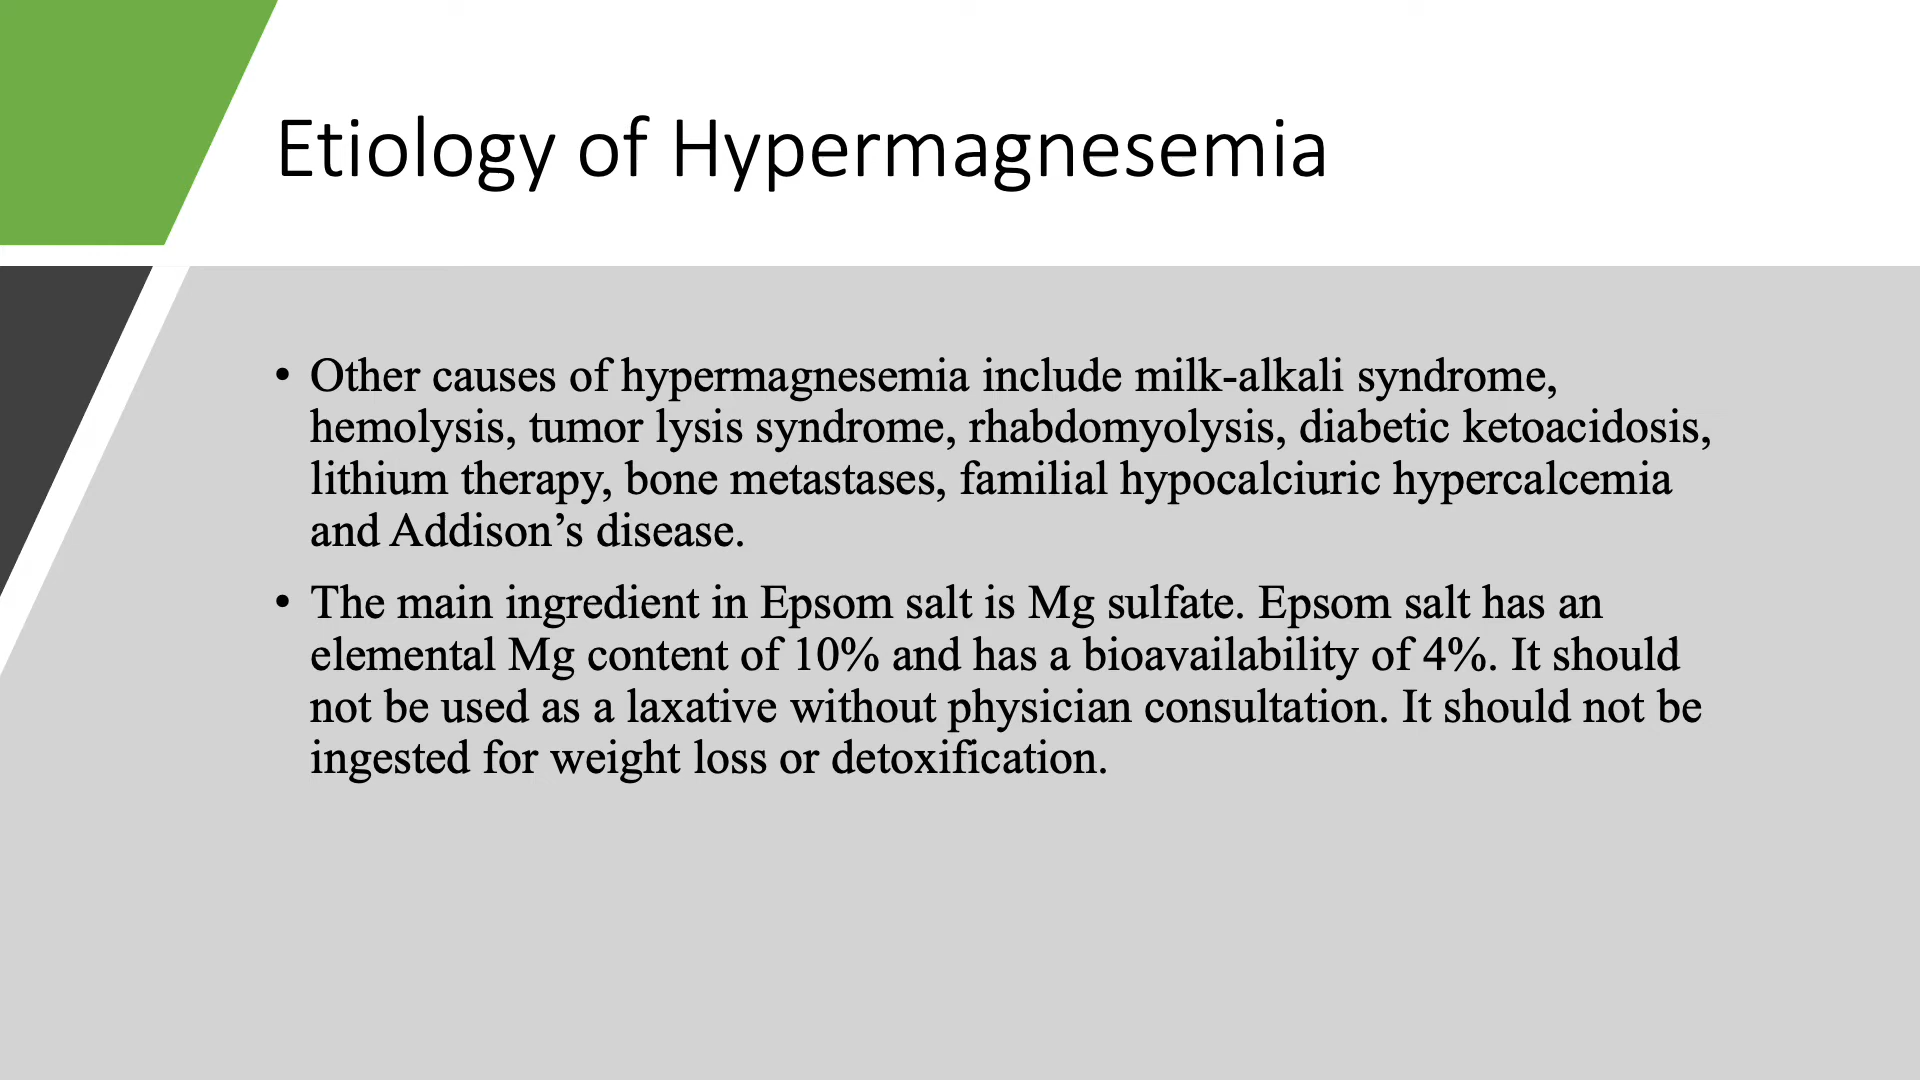 Etiology of Hypermagnesemia
• Other causes of hypermagnesemia include milk-alkali syndrome,
hemolysis, tumor lysis syndrome, rhabdomyolysis, diabetic ketoacidosis,
lithium therapy, bone metastases, familial hypocalciuric hypercalcemia
and Addison’s disease.
• The main ingredient in Epsom salt is Mg sulfate. Epsom salt has an
elemental Mg content of 10% and has a bioavailability of 4%. It should
not be used as a laxative without physician consultation. It should not be
ingested for weight loss or detoxification.